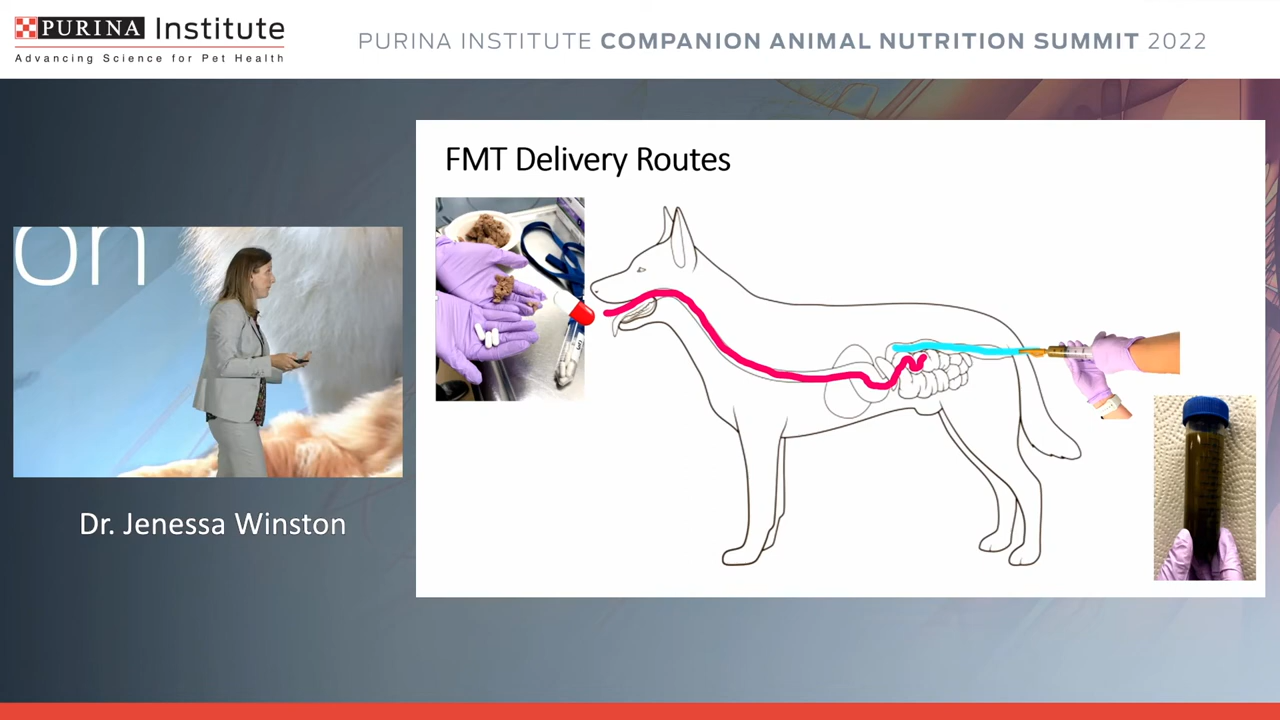 PURINA Institute
Advancing Science for Pet Health
PURINA INSTITUTE COMPANION ANIMAL NUTRITION SUMMIT 2022
FMT Delivery Routes
on
Dr. Jenessa Winston